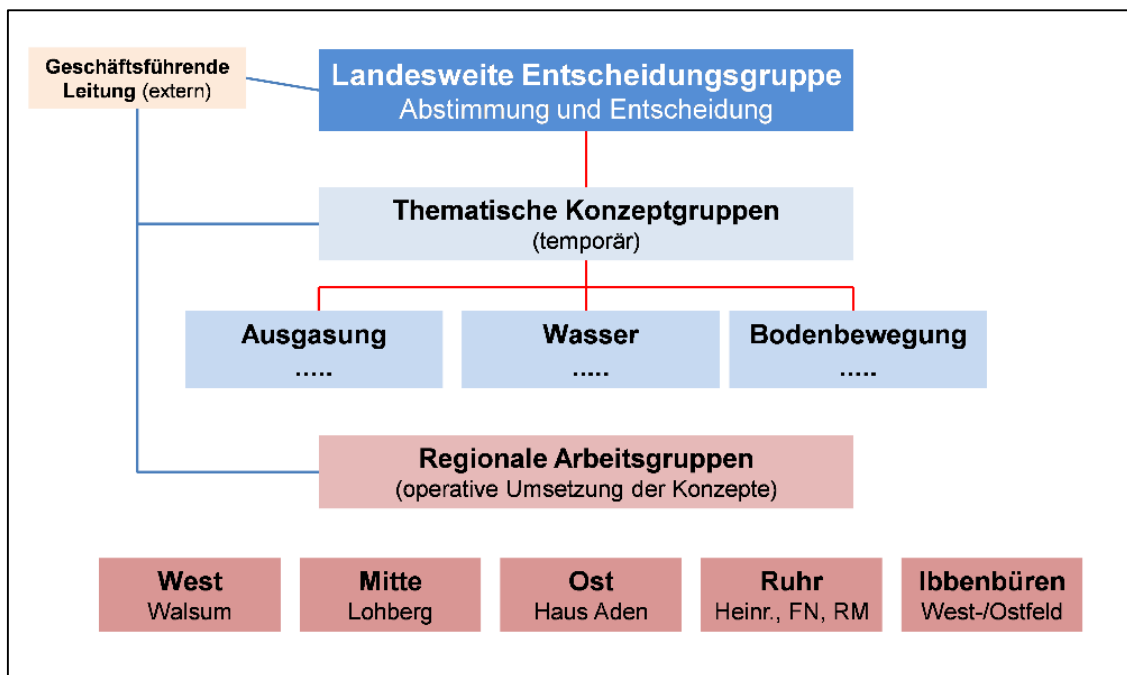 Geschäftsführende
Leitung (extern)
Landesweite Entscheidungsgruppe
Abstimmung und Entscheidung
Thematische Konzeptgruppen
(temporär)
Ausgasung
.....
Wasser
.....
Bodenbewegung
.....
Regionale Arbeitsgruppen
(operative Umsetzung der Konzepte)
West
Walsum
Mitte
Lohberg
Ost
Haus Aden
Ruhr
Heinr., FN, RM
Ibbenbüren
West-/Ostfeld